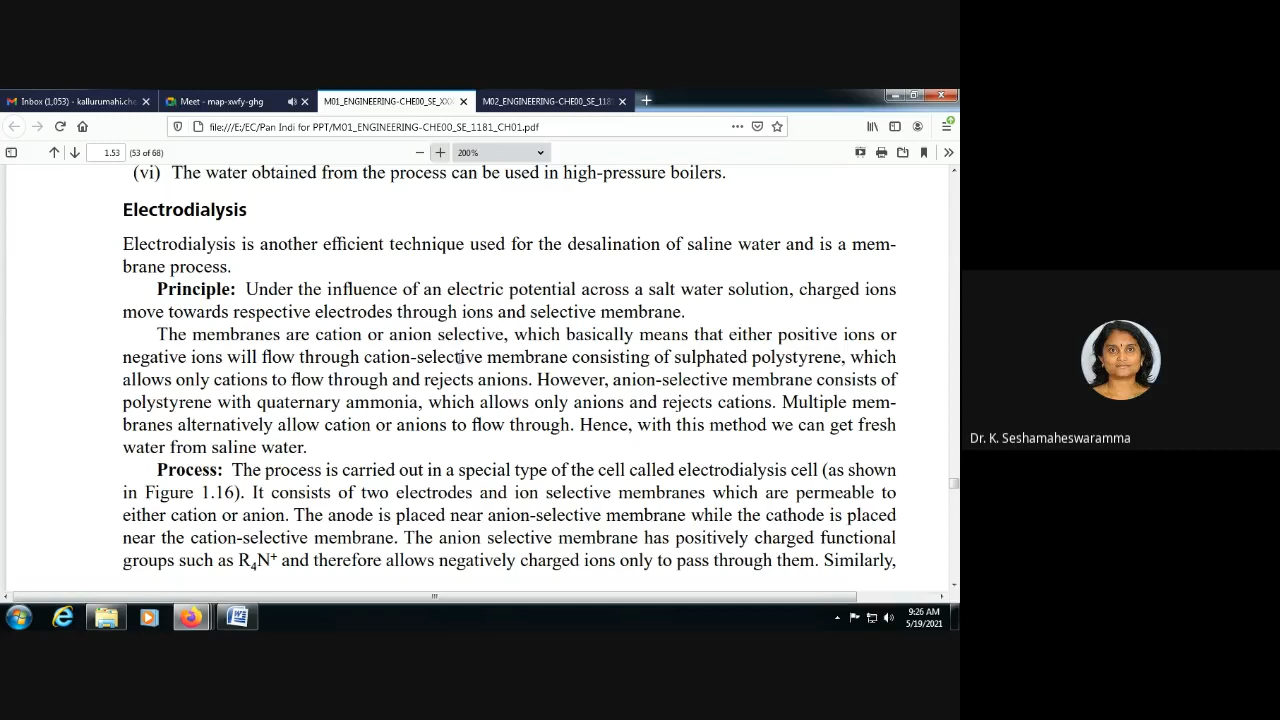 Inbox (1,053) - kallurumahi.che
Meet - map-xwfy-ghg
M01_ENGINEERING-CHE00_SE_XXX
M02_ENGINEERING-CHE00_SE_118
file:///E:/EC/Pan Indi for PPT/M01_ENGINEERING-CHE00_SE_1181_CH01.pdf
1.53 (53 of 68) 200%
(vi) The water obtained from the process can be used in high-pressure boilers.
Electrodialysis
Electrodialysis is another efficient technique used for the desalination of saline water and is a mem-
brane process.
Principle: Under the influence of an electric potential across a salt water solution, charged ions
move towards respective electrodes through ions and selective membrane.
The membranes are cation or anion selective, which basically means that either positive ions or
negative ions will flow through cation-selective membrane consisting of sulphated polystyrene, which
allows only cations to flow through and rejects anions. However, anion-selective membrane consists of
polystyrene with quaternary ammonia, which allows only anions and rejects cations. Multiple mem-
branes alternatively allow cation or anions to flow through. Hence, with this method we can get fresh
water from saline water.
Process: The process is carried out in a special type of the cell called electrodialysis cell (as shown
in Figure 1.16). It consists of two electrodes and ion selective membranes which are permeable to
either cation or anion. The anode is placed near anion-selective membrane while the cathode is placed
near the cation-selective membrane. The anion selective membrane has positively charged functional
groups such as R₄N⁺ and therefore allows negatively charged ions only to pass through them. Similarly,
9:26 AM
5/19/2021
Dr. K. Seshamaheswaramma